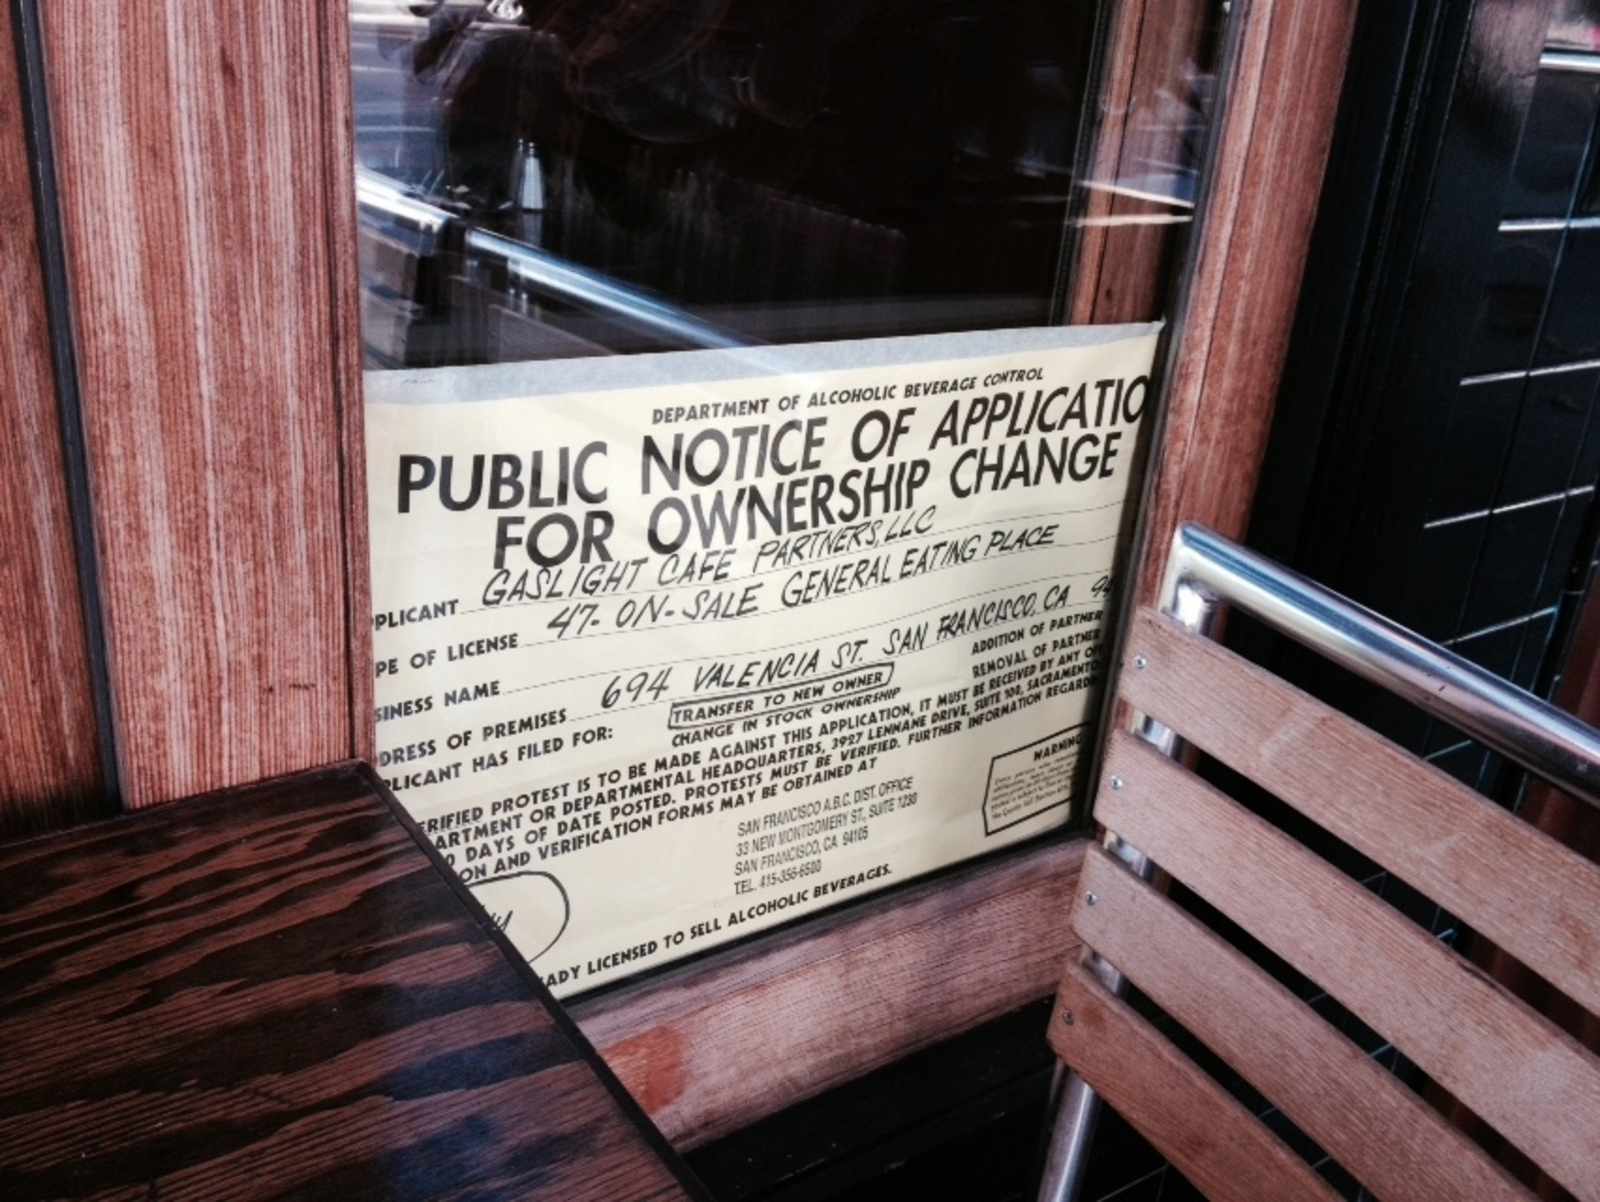 DEPARTMENT OF ALCOHOLIC BEVERAGE CONTROL
PUBLIC NOTICE OF APPLICATIO
FOR OWNERSHIP CHANGE
PLICANT GASLIGHT CAFE PARTNERS, LLC
PE OF LICENSE 47- ON-SALE GENERAL EATING PLACE
SINESS NAME
DRESS OF PREMISES 694 VALENCIA ST. SAN FRANCISCO, CA 94
PLICANT HAS FILED FOR: TRANSFER TO NEW OWNER ADDITION OF PARTNER
CHANGE IN STOCK OWNERSHIP REMOVAL OF PARTNER
ERIFIED PROTEST IS TO BE MADE AGAINST THIS APPLICATION, IT MUST BE RECEIVED BY ANY OF
ARTMENT OR DEPARTMENTAL HEADQUARTERS, 3927 LENNANE DRIVE, SUITE 100, SACRAMENTO
0 DAYS OF DATE POSTED. PROTESTS MUST BE VERIFIED. FURTHER INFORMATION REGARD
ON AND VERIFICATION FORMS MAY BE OBTAINED AT
SAN FRANCISCO A.B.C. DIST. OFFICE
33 NEW MONTGOMERY ST., SUITE 1230
SAN FRANCISCO, CA 94105
TEL. 415-356-6500
WARNING
ADY LICENSED TO SELL ALCOHOLIC BEVERAGES.